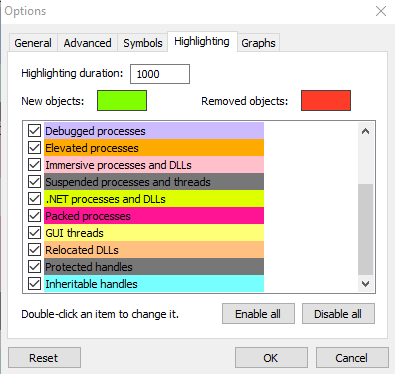 Options
General Advanced Symbols Highlighting Graphs
Highlighting duration: 1000
New objects: Removed objects:
Debugged processes
Elevated processes
Immersive processes and DLLs
Suspended processes and threads
.NET processes and DLLs
Packed processes
GUI threads
Relocated DLLs
Protected handles
Inheritable handles
Double-click an item to change it. Enable all Disable all
Reset OK Cancel